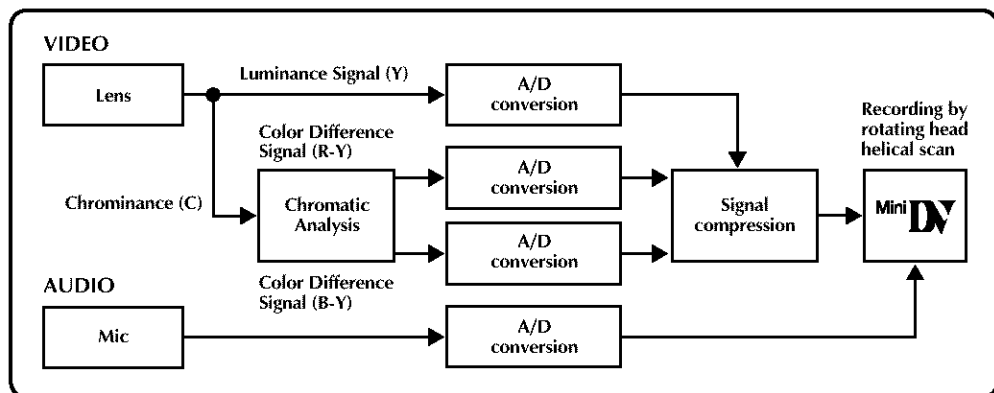 VIDEO
Lens
Luminance Signal (Y)
A/D
conversion
Recording by
rotating head
helical scan
Color Difference
Signal (R-Y)
A/D
conversion
Chrominance (C)
Chromatic
Analysis
Signal
compression
Mini DV
A/D
conversion
Color Difference
Signal (B-Y)
AUDIO
Mic
A/D
conversion